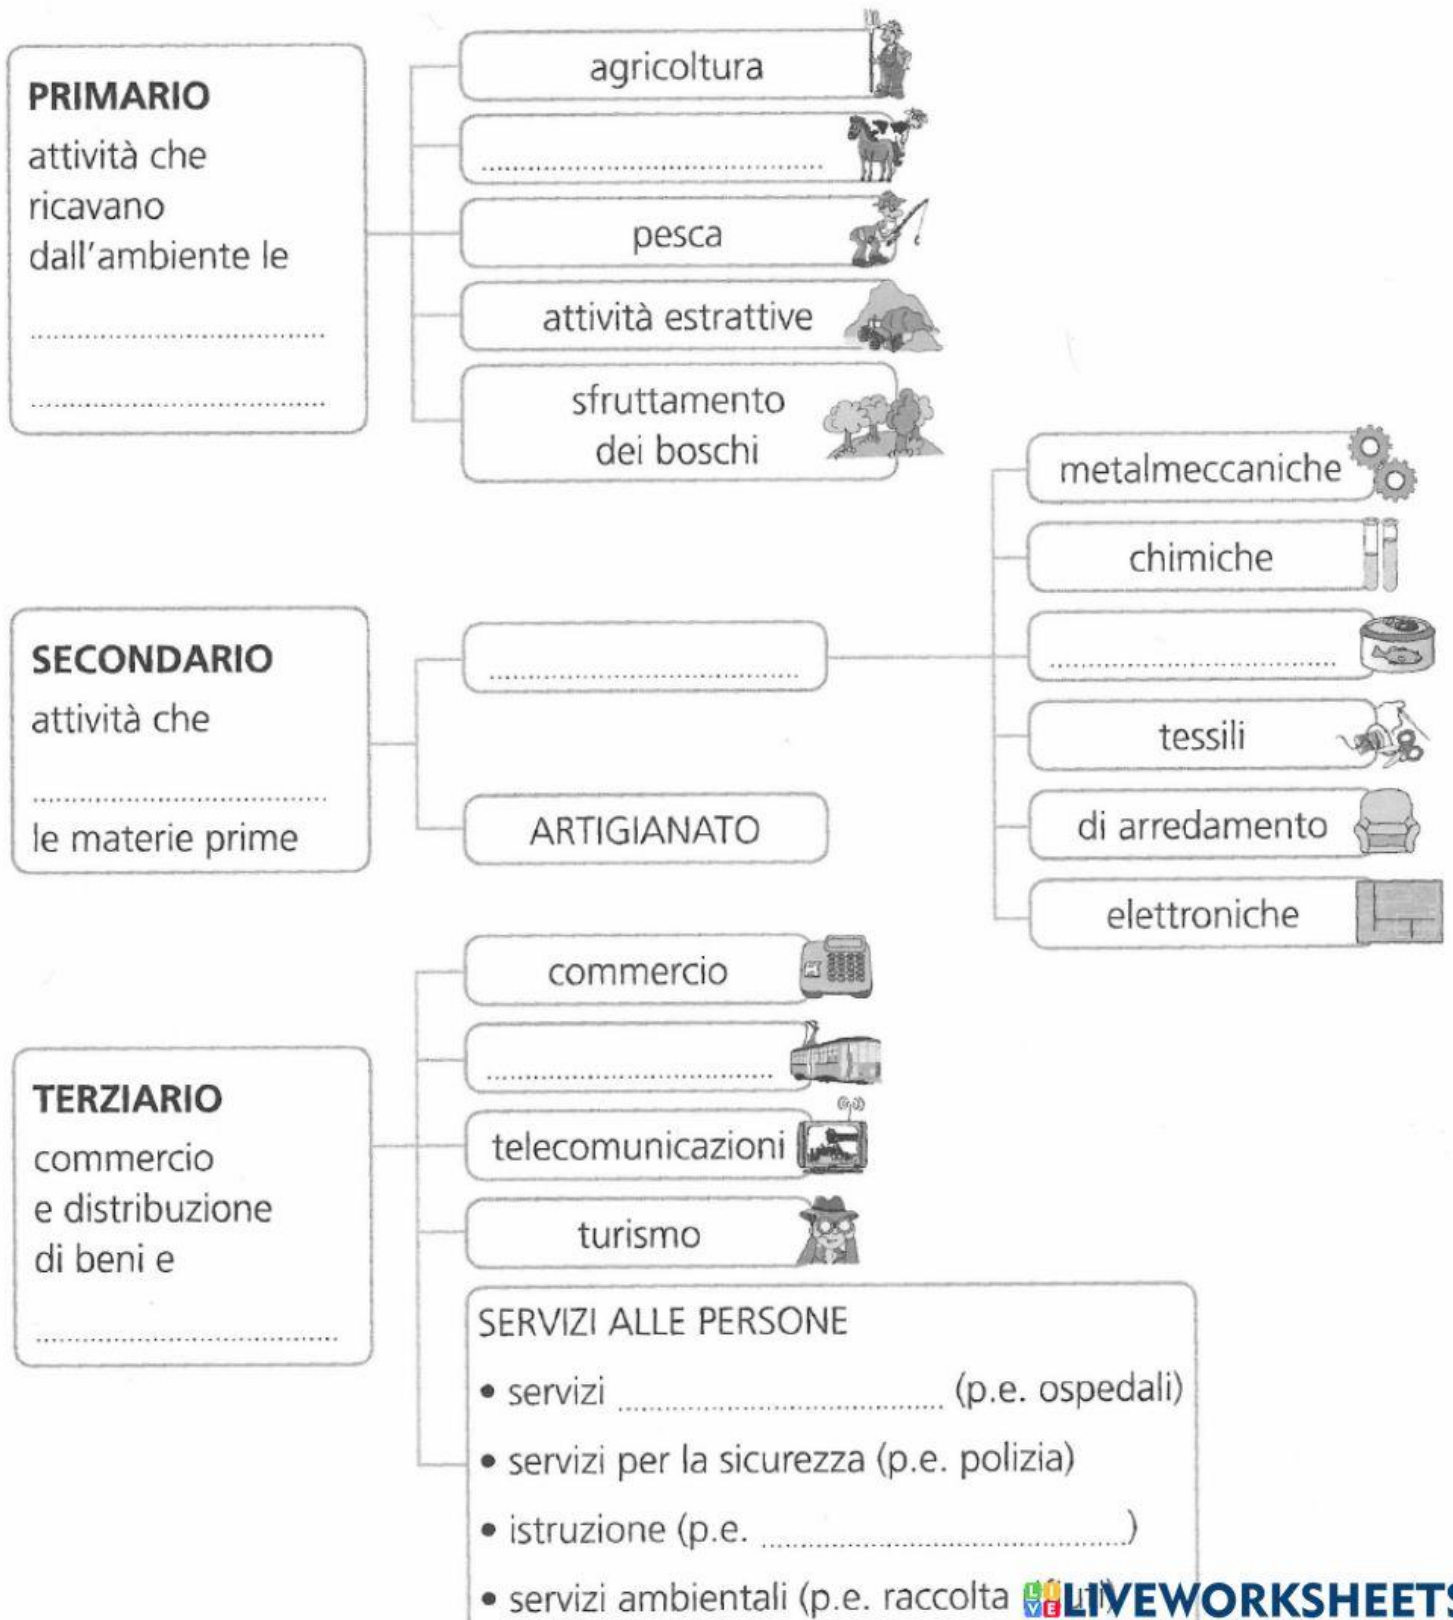 PRIMARIO
attività che
ricavano
dall'ambiente le
agricoltura
pesca
attività estrattive
sfruttamento
dei boschi
SECONDARIO
attività che
le materie prime
ARTIGIANATO
metalmeccaniche
chimiche
tessili
di arredamento
elettroniche
TERZIARIO
commercio
e distribuzione
di beni e
commercio
telecomunicazioni
turismo
SERVIZI ALLE PERSONE
• servizi .......................... (p.e. ospedali)
• servizi per la sicurezza (p.e. polizia)
• istruzione (p.e. .......................... )
• servizi ambientali (p.e. raccolta
LIVEWORKSHEETS